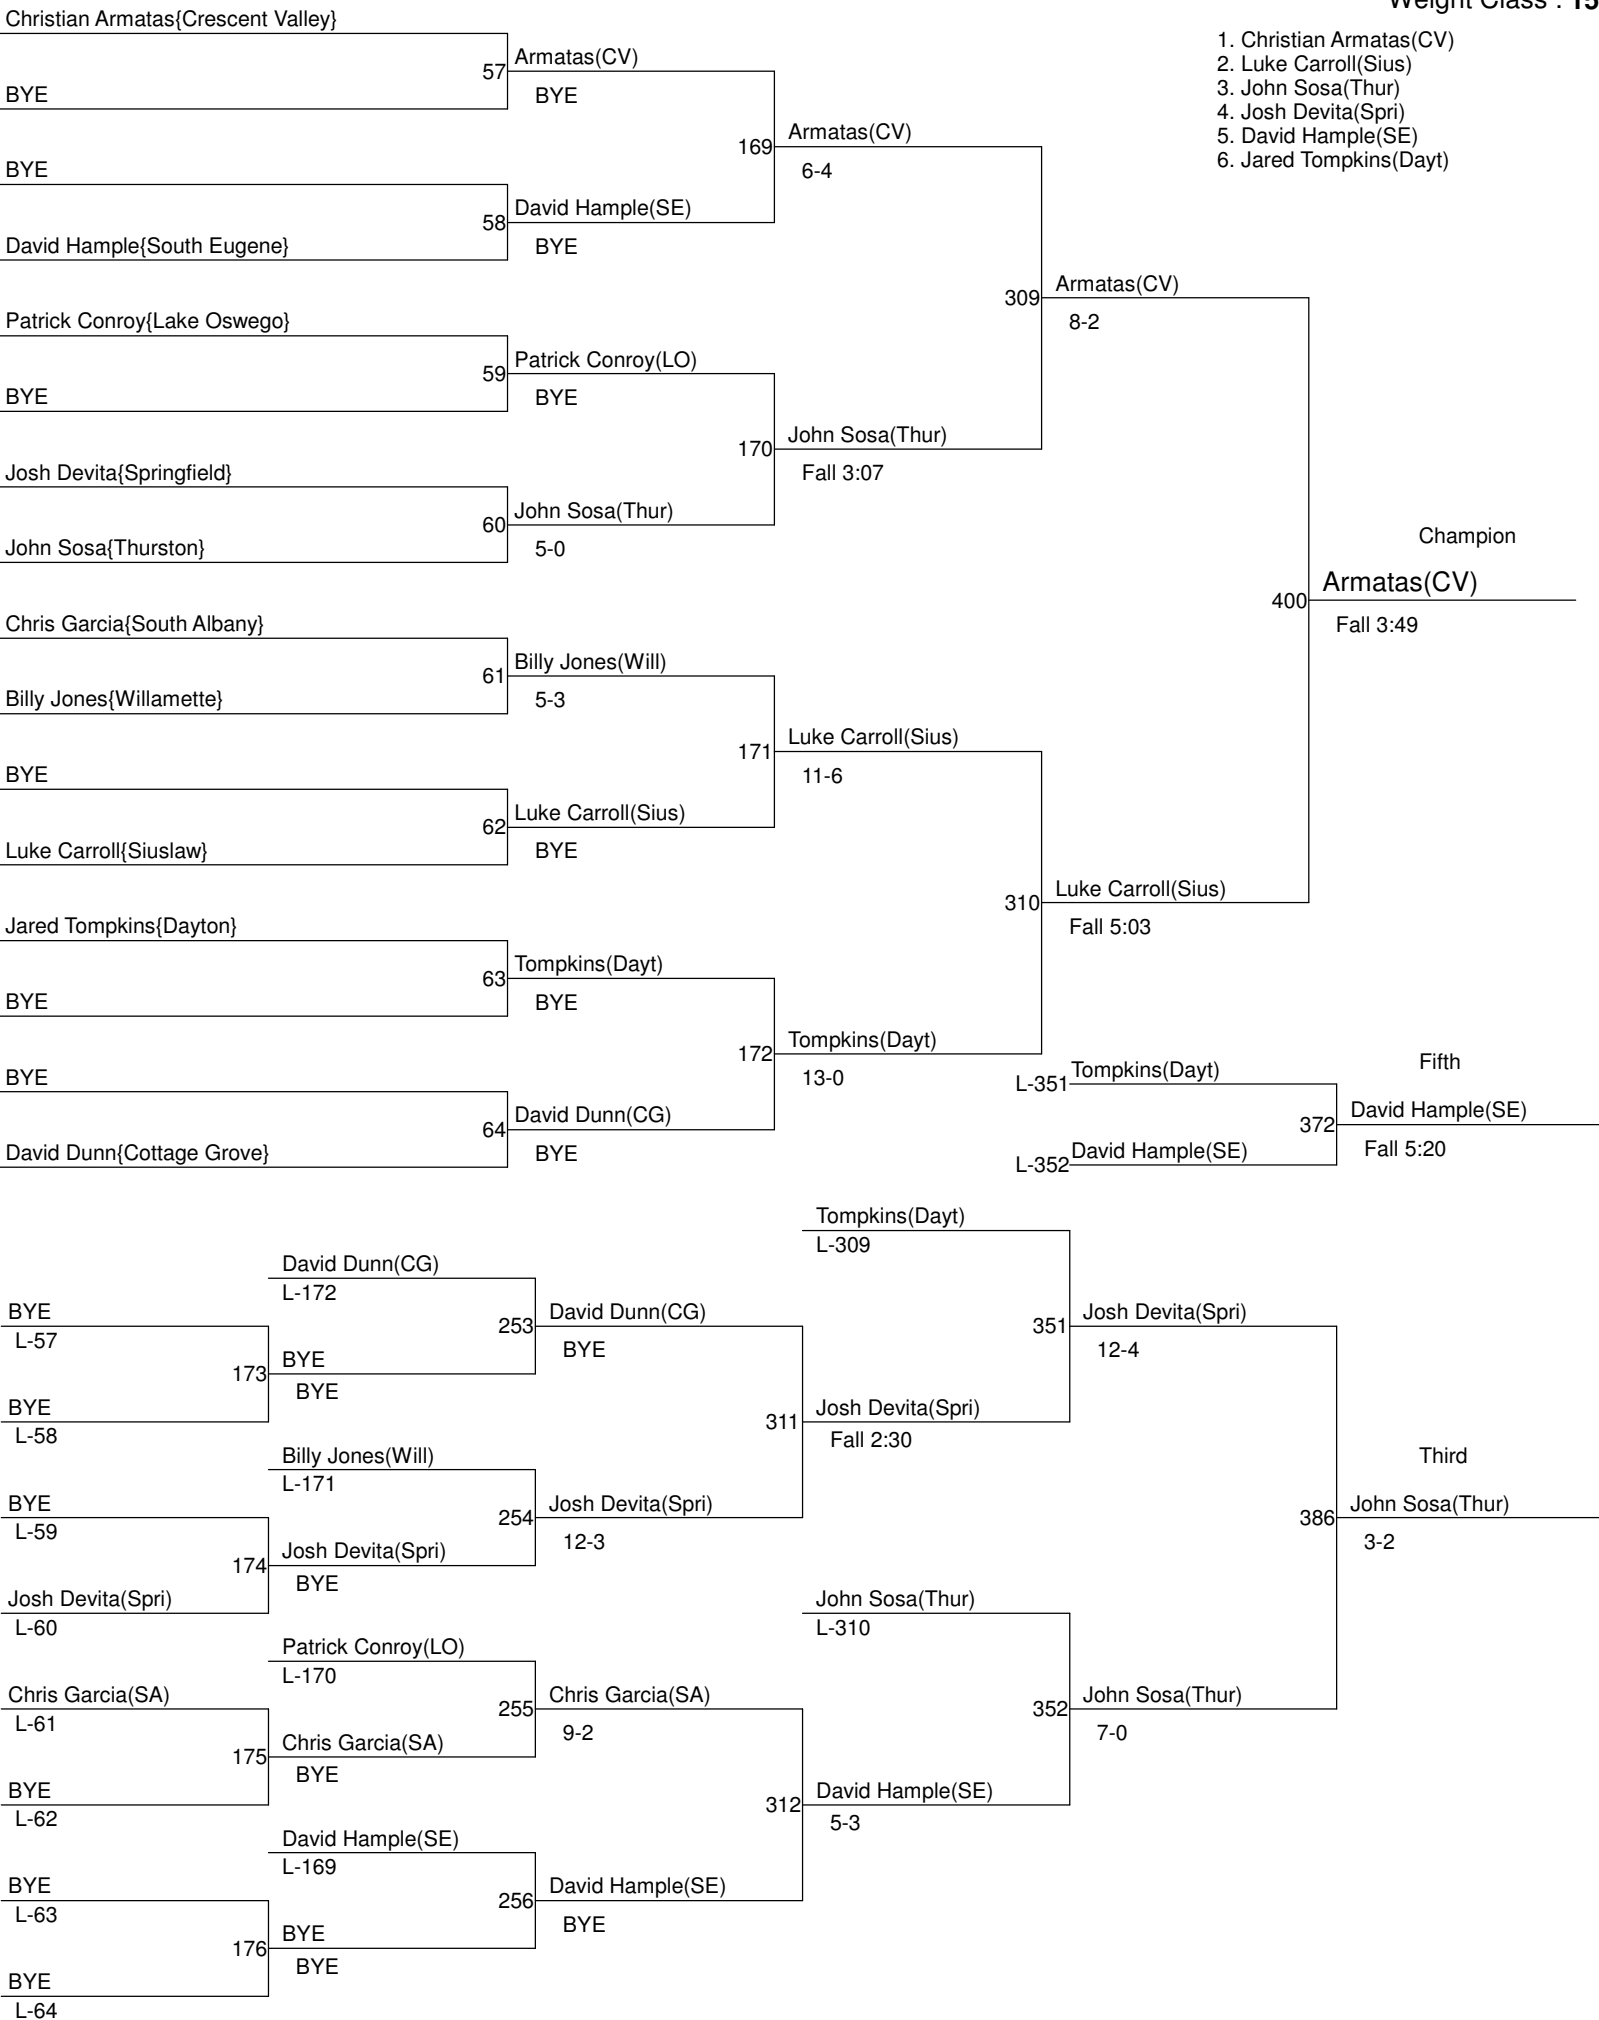 Weight Class : 15
1. Christian Armatas(CV)
2. Luke Carroll(Sius)
3. John Sosa(Thur)
4. Josh Devita(Spri)
5. David Hample(SE)
6. Jared Tompkins(Dayt)
Christian Armatas{Crescent Valley}
57
Armatas(CV)
BYE
BYE
169
Armatas(CV)
6-4
BYE
58
David Hample(SE)
BYE
David Hample{South Eugene}
309
Armatas(CV)
8-2
Patrick Conroy{Lake Oswego}
59
Patrick Conroy(LO)
BYE
BYE
170
John Sosa(Thur)
Fall 3:07
Josh Devita{Springfield}
60
John Sosa(Thur)
5-0
John Sosa{Thurston}
Champion
400
Armatas(CV)
Fall 3:49
Chris Garcia{South Albany}
61
Billy Jones(Will)
5-3
Billy Jones{Willamette}
171
Luke Carroll(Sius)
11-6
BYE
62
Luke Carroll(Sius)
BYE
Luke Carroll{Siuslaw}
310
Luke Carroll(Sius)
Fall 5:03
Jared Tompkins{Dayton}
63
Tompkins(Dayt)
BYE
BYE
172
Tompkins(Dayt)
13-0
BYE
64
David Dunn(CG)
BYE
David Dunn{Cottage Grove}
Fifth
L-351
Tompkins(Dayt)
372
David Hample(SE)
Fall 5:20
L-352
David Hample(SE)
Tompkins(Dayt)
L-309
David Dunn(CG)
L-172
BYE
L-57
253
David Dunn(CG)
BYE
351
Josh Devita(Spri)
12-4
173
BYE
BYE
BYE
L-58
311
Josh Devita(Spri)
Fall 2:30
Billy Jones(Will)
L-171
Third
BYE
L-59
254
Josh Devita(Spri)
12-3
386
John Sosa(Thur)
3-2
174
Josh Devita(Spri)
BYE
Josh Devita(Spri)
L-60
John Sosa(Thur)
L-310
Patrick Conroy(LO)
L-170
Chris Garcia(SA)
L-61
255
Chris Garcia(SA)
9-2
352
John Sosa(Thur)
7-0
175
Chris Garcia(SA)
BYE
BYE
L-62
312
David Hample(SE)
5-3
David Hample(SE)
L-169
BYE
L-63
256
David Hample(SE)
BYE
176
BYE
BYE
BYE
L-64